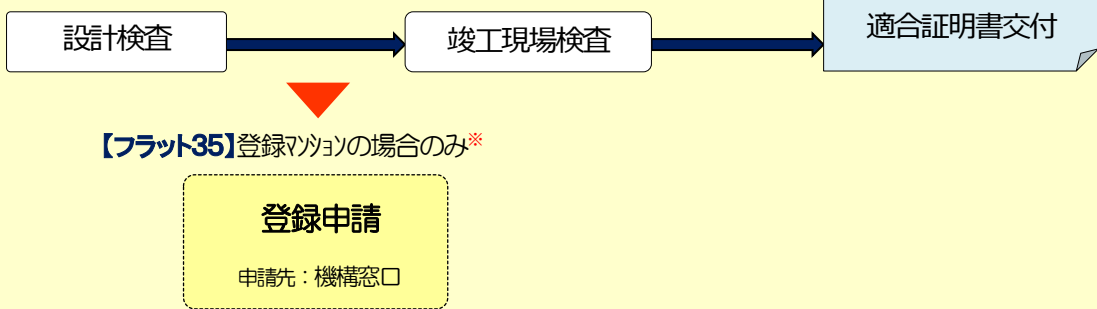 設計検査
竣工現場検査
適合証明書交付
【フラット35】登録マンションの場合のみ※
登録申請
申請先：機構窓口